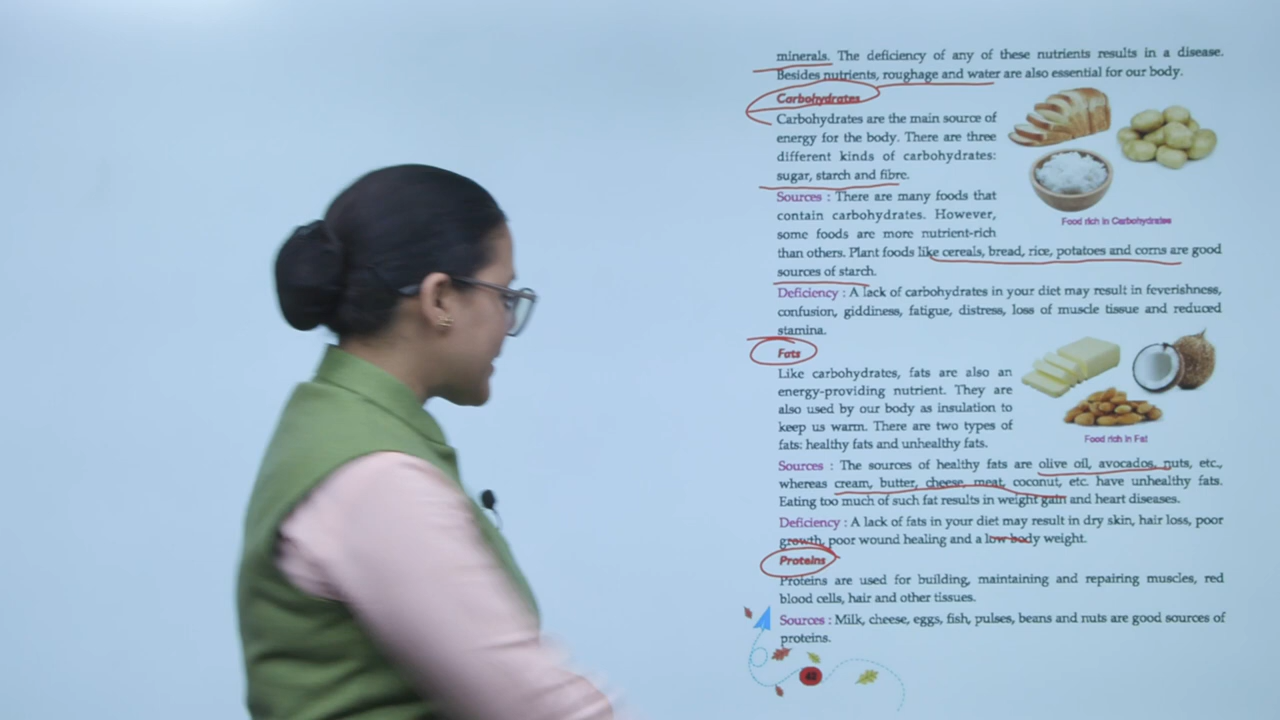 minerals. The deficiency of any of these nutrients results in a disease.
Besides nutrients, roughage and water are also essential for our body.
Carbohydrates
Carbohydrates are the main source of
energy for the body. There are three
different kinds of carbohydrates:
sugar, starch and fibre.
Sources : There are many foods that
contain carbohydrates. However,
some foods are more nutrient-rich
than others. Plant foods like cereals, bread, rice, potatoes and corns are good
sources of starch.
Food rich in Carbohydrates
Deficiency : A lack of carbohydrates in your diet may result in feverishness,
confusion, giddiness, fatigue, distress, loss of muscle tissue and reduced
stamina.
Fats
Like carbohydrates, fats are also an
energy-providing nutrient. They are
also used by our body as insulation to
keep us warm. There are two types of
fats: healthy fats and unhealthy fats.
Food rich in Fat
Sources : The sources of healthy fats are olive oil, avocados, nuts, etc.,
whereas cream, butter, cheese, meat, coconut, etc. have unhealthy fats.
Eating too much of such fat results in weight gain and heart diseases.
Deficiency : A lack of fats in your diet may result in dry skin, hair loss, poor
growth, poor wound healing and a low body weight.
Proteins
Proteins are used for building, maintaining and repairing muscles, red
blood cells, hair and other tissues.
Sources : Milk, cheese, eggs, fish, pulses, beans and nuts are good sources of
proteins.